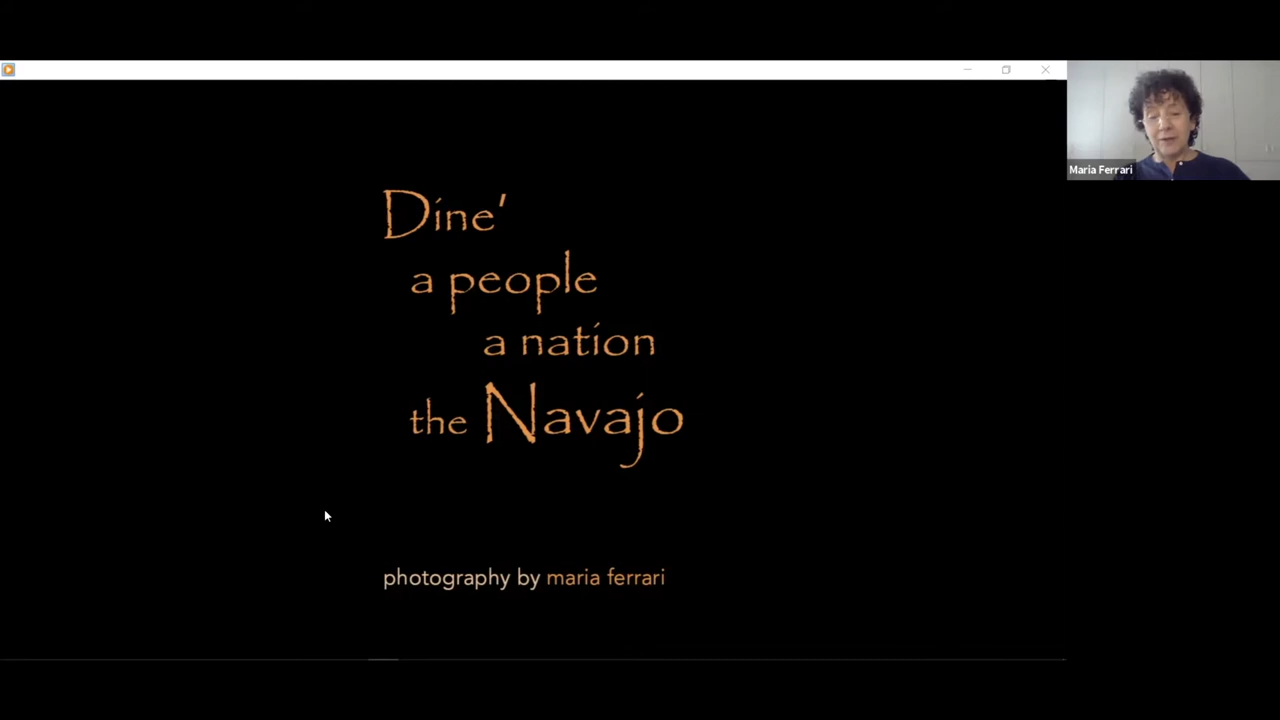 Dine'
a people
a nation
the Navajo
photography by maria ferrari
Maria Ferrari